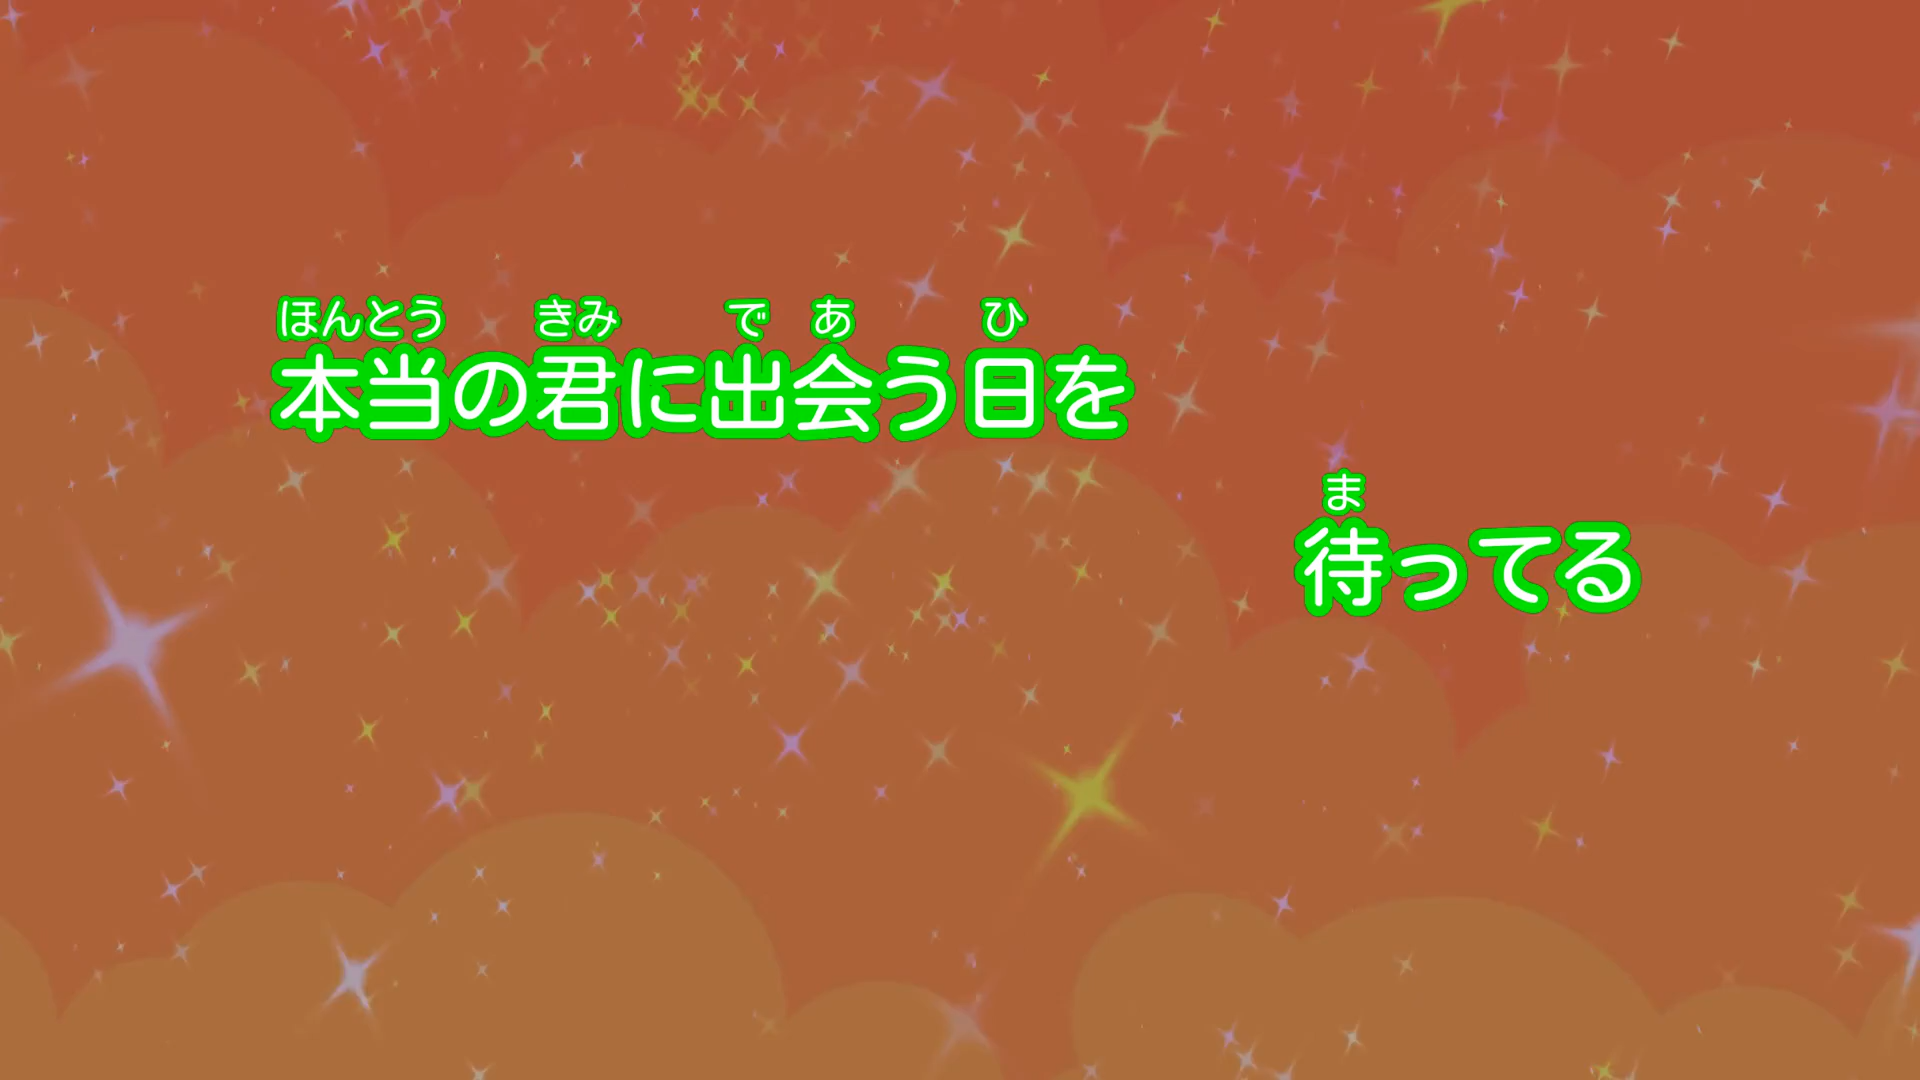 ほんとう きみ で あ ひ
本当の君に出会う日を
ま
待ってる